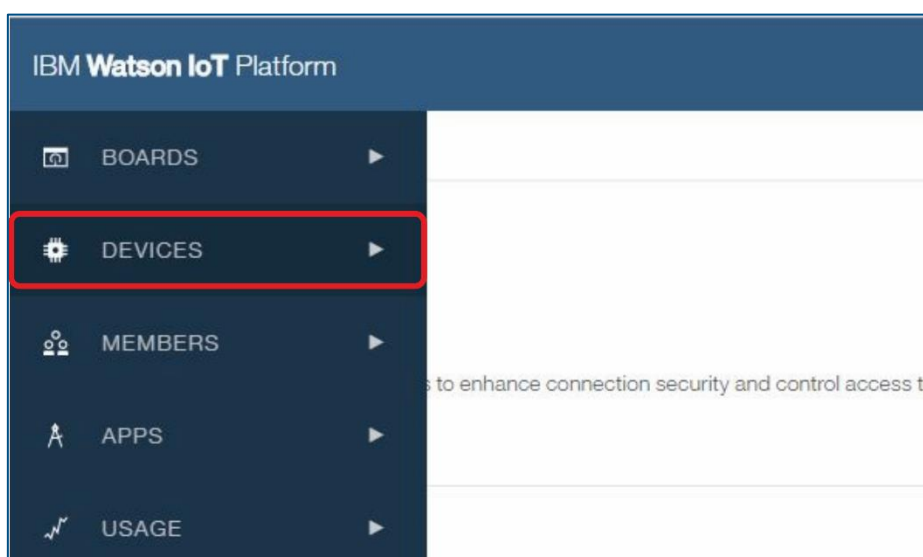 IBM Watson IoT Platform
BOARDS
DEVICES
MEMBERS
to enhance connection security and control access
APPS
USAGE